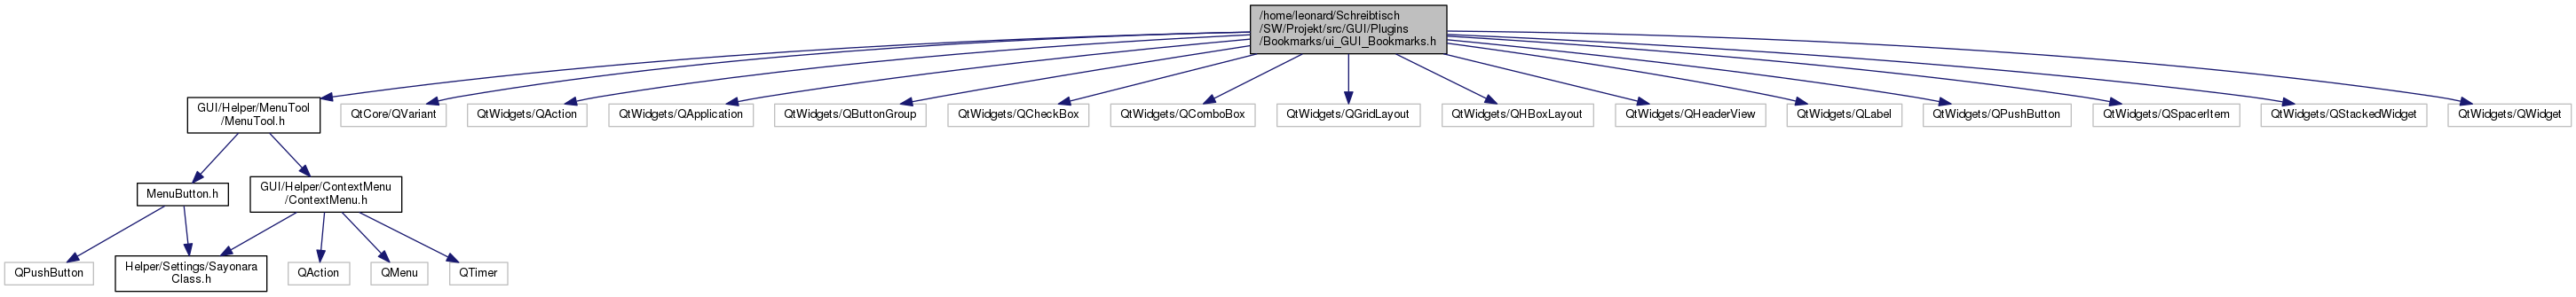 /home/leonard/Schreibtisch
/SW/Projekt/src/GUI/Plugins
/Bookmarks/ui_GUI_Bookmarks.h
GUI/Helper/MenuTool
/MenuTool.h
QtCore/QVariant
QtWidgets/QAction
QtWidgets/QApplication
QtWidgets/QButtonGroup
QtWidgets/QCheckBox
QtWidgets/QComboBox
QtWidgets/QGridLayout
QtWidgets/QHBoxLayout
QtWidgets/QHeaderView
QtWidgets/QLabel
QtWidgets/QPushButton
QtWidgets/QSpacerItem
QtWidgets/QStackedWidget
QtWidgets/QWidget
MenuButton.h
GUI/Helper/ContextMenu
/ContextMenu.h
QPushButton
Helper/Settings/Sayonara
Class.h
QAction
QMenu
QTimer